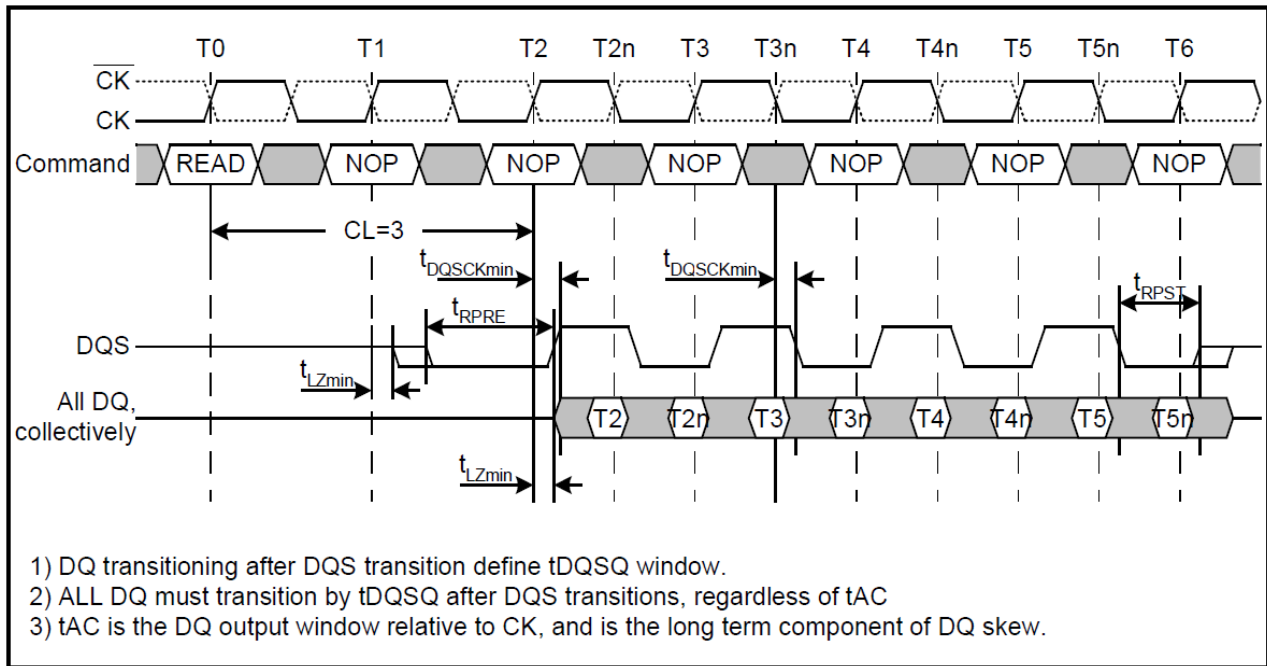 T0 T1 T2 T2n T3 T3n T4 T4n T5 T5n T6
CK
CK
Command READ NOP NOP NOP NOP NOP NOP
CL=3
tDQSCKmin tDQSCKmin
tRPRE tRPST
DQS
tLZmin
All DQ,
collectively
T2 T2n T3 T3n T4 T4n T5 T5n
tLZmin
1) DQ transitioning after DQS transition define tDQSQ window.
2) ALL DQ must transition by tDQSQ after DQS transitions, regardless of tAC
3) tAC is the DQ output window relative to CK, and is the long term component of DQ skew.